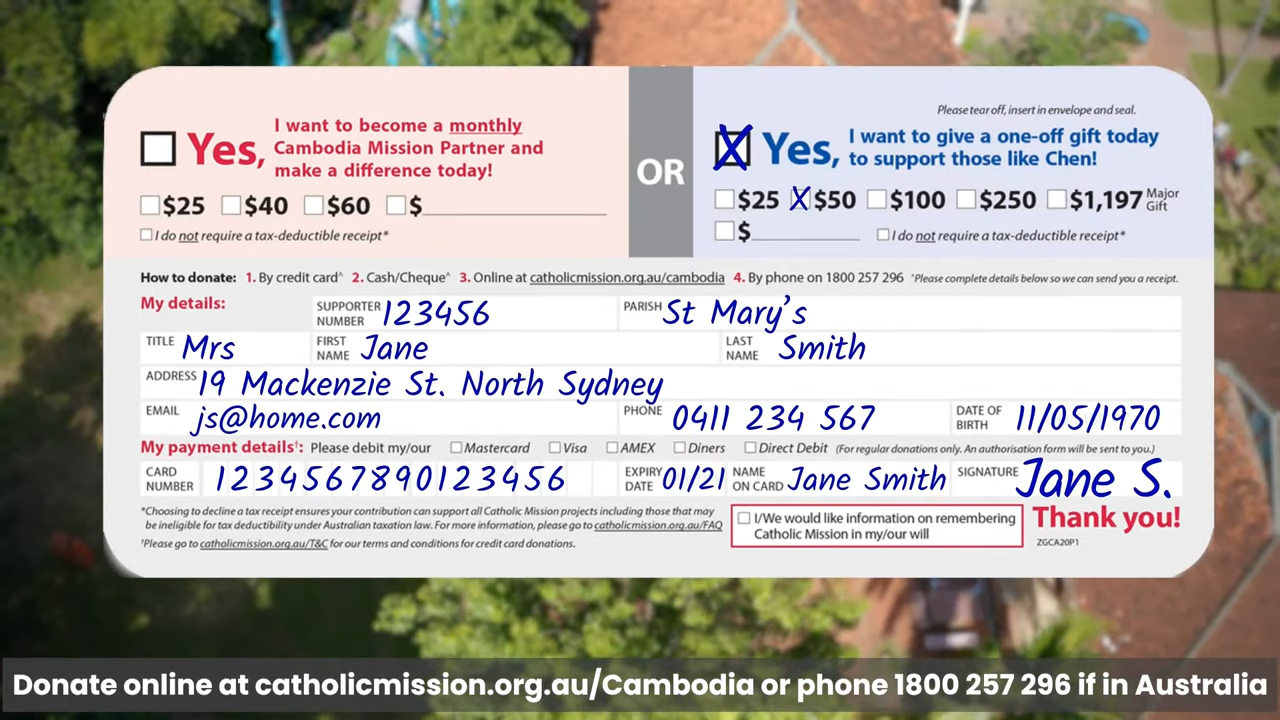 Please tear off, insert in envelope and seal.
Yes, I want to become a monthly
Cambodia Mission Partner and
make a difference today!
$25 $40 $60 $
I do not require a tax-deductible receipt*
OR
X Yes, I want to give a one-off gift today
to support those like Chen!
$25 X $50 $100 $250 $1,197 Major Gift
$ I do not require a tax-deductible receipt*
How to donate: 1. By credit card^ 2. Cash/Cheque^ 3. Online at catholicmission.org.au/cambodia 4. By phone on 1800 257 296 ^Please complete details below so we can send you a receipt.
My details: SUPPORTER NUMBER 123456 PARISH St Mary's
TITLE Mrs FIRST NAME Jane LAST NAME Smith
ADDRESS 19 Mackenzie St. North Sydney
EMAIL js@home.com PHONE 0411 234 567 DATE OF BIRTH 11/05/1970
My payment details†: Please debit my/our Mastercard Visa AMEX Diners Direct Debit (For regular donations only. An authorisation form will be sent to you.)
CARD NUMBER 1234567890123456 EXPIRY DATE 01/21 NAME ON CARD Jane Smith SIGNATURE Jane S.
*Choosing to decline a tax receipt ensures your contribution can support all Catholic Mission projects including those that may
be ineligible for tax deductibility under Australian taxation law. For more information, please go to catholicmission.org.au/FAQ
†Please go to catholicmission.org.au/T&C for our terms and conditions for credit card donations.
I/We would like information on remembering
Catholic Mission in my/our will
Thank you!
ZGCA20P1
Donate online at catholicmission.org.au/Cambodia or phone 1800 257 296 if in Australia